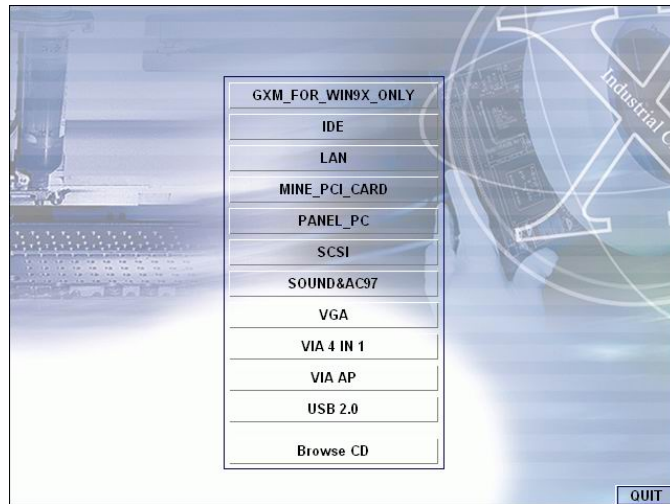 GXM_FOR_WIN9X_ONLY
IDE
LAN
MINE_PCI_CARD
PANEL_PC
SCSI
SOUND&AC97
VGA
VIA 4 IN 1
VIA AP
USB 2.0
Browse CD
X
Industrial C
QUIT